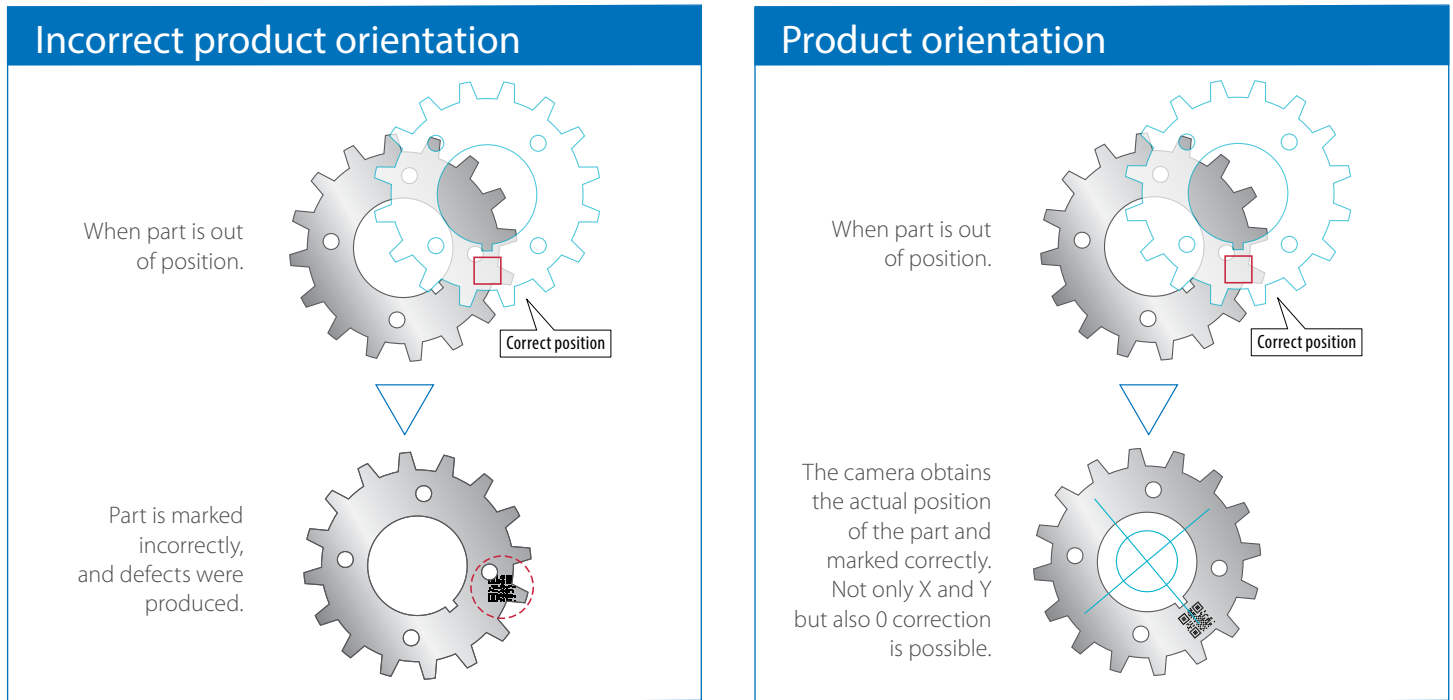 Incorrect product orientation
When part is out
of position.
Correct position
Part is marked
incorrectly,
and defects were
produced.
Product orientation
When part is out
of position.
Correct position
The camera obtains
the actual position
of the part and
marked correctly.
Not only X and Y
but also 0 correction
is possible.